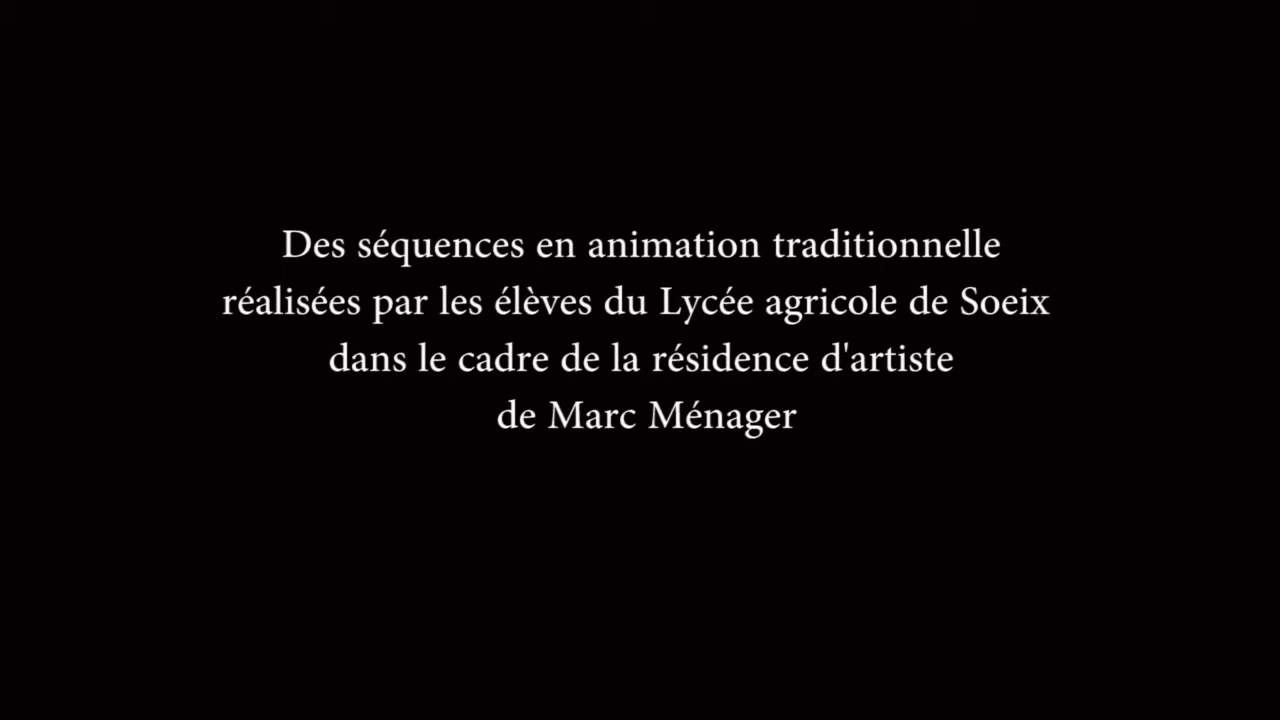 Des séquences en animation traditionnelle
réalisées par les élèves du Lycée agricole de Soeix
dans le cadre de la résidence d'artiste
de Marc Ménager